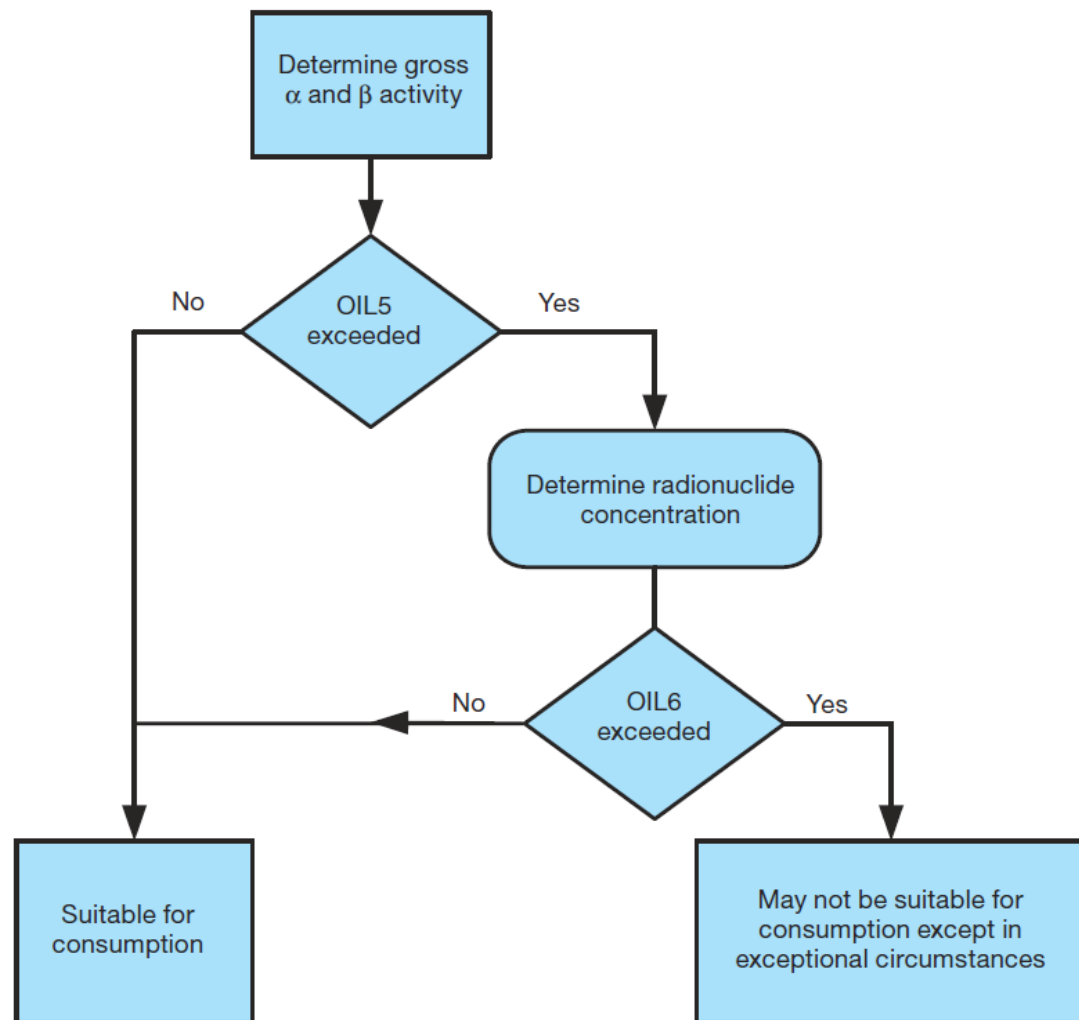 Determine gross
α and β activity
No
OIL5
exceeded
Yes
Determine radionuclide
concentration
No
OIL6
exceeded
Yes
Suitable for
consumption
May not be suitable for
consumption except in
exceptional circumstances